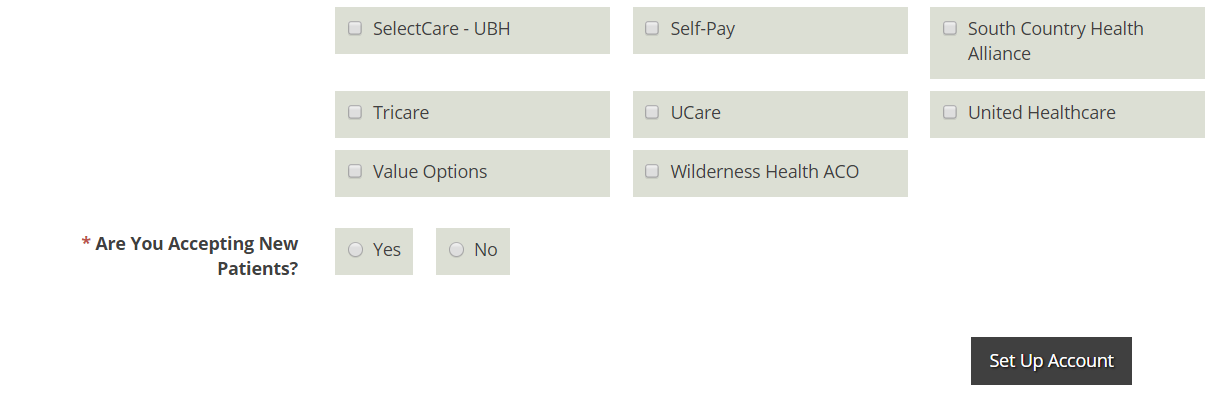 SelectCare - UBH
Self-Pay
South Country Health
Alliance
Tricare
UCare
United Healthcare
Value Options
Wilderness Health ACO
* Are You Accepting New
Patients?
Yes
No
Set Up Account